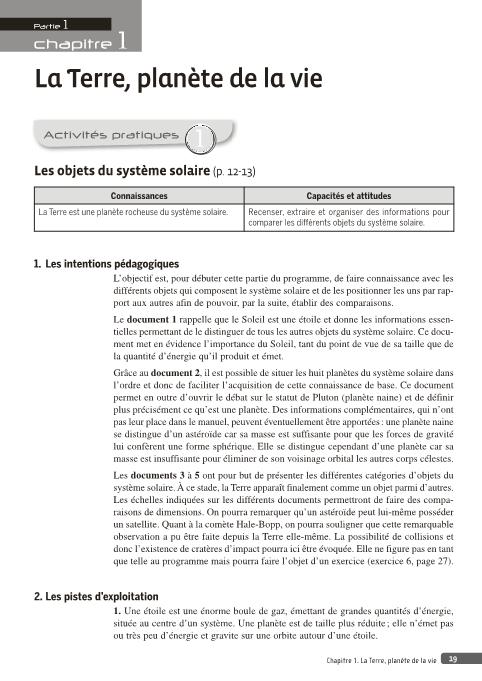 Partie 1
chapitre 1
La Terre, planète de la vie
Activités pratiques 1
Les objets du système solaire (p. 12-13)
Connaissances Capacités et attitudes
La Terre est une planète rocheuse du système solaire. Recenser, extraire et organiser des informations pour
comparer les différents objets du système solaire.
1. Les intentions pédagogiques
L'objectif est, pour débuter cette partie du programme, de faire connaissance avec les
différents objets qui composent le système solaire et de les positionner les uns par rap-
port aux autres afin de pouvoir, par la suite, établir des comparaisons.
Le document 1 rappelle que le Soleil est une étoile et donne les informations essen-
tielles permettant de le distinguer de tous les autres objets du système solaire. Ce docu-
ment met en évidence l'importance du Soleil, tant du point de vue de sa taille que de
la quantité d'énergie qu'il produit et émet.
Grâce au document 2, il est possible de situer les huit planètes du système solaire dans
l'ordre et donc de faciliter l'acquisition de cette connaissance de base. Ce document
permet en outre d'ouvrir le débat sur le statut de Pluton (planète naine) et de définir
plus précisément ce qu'est une planète. Des informations complémentaires, qui n'ont
pas leur place dans le manuel, peuvent éventuellement être apportées : une planète naine
se distingue d'un astéroïde car sa masse est suffisante pour que les forces de gravité
lui confèrent une forme sphérique. Elle se distingue cependant d'une planète car sa
masse est insuffisante pour éliminer de son voisinage orbital les autres corps célestes.
Les documents 3 à 5 ont pour but de présenter les différentes catégories d'objets du
système solaire. À ce stade, la Terre apparaît finalement comme un objet parmi d'autres.
Les échelles indiquées sur les différents documents permettront de faire des compa-
raisons de dimensions. On pourra remarquer qu'un astéroïde peut lui-même posséder
un satellite. Quant à la comète Hale-Bopp, on pourra souligner que cette remarquable
observation a pu être faite depuis la Terre elle-même. La possibilité de collisions et
donc l'existence de cratères d'impact pourra ici être évoquée. Elle ne figure pas en tant
que telle au programme mais pourra faire l'objet d'un exercice (exercice 6, page 27).
2. Les pistes d'exploitation
1. Une étoile est une énorme boule de gaz, émettant de grandes quantités d'énergie,
située au centre d'un système. Une planète est de taille plus réduite ; elle n'émet pas
ou très peu d'énergie et gravite sur une orbite autour d'une étoile.
Chapitre 1. La Terre, planète de la vie 19